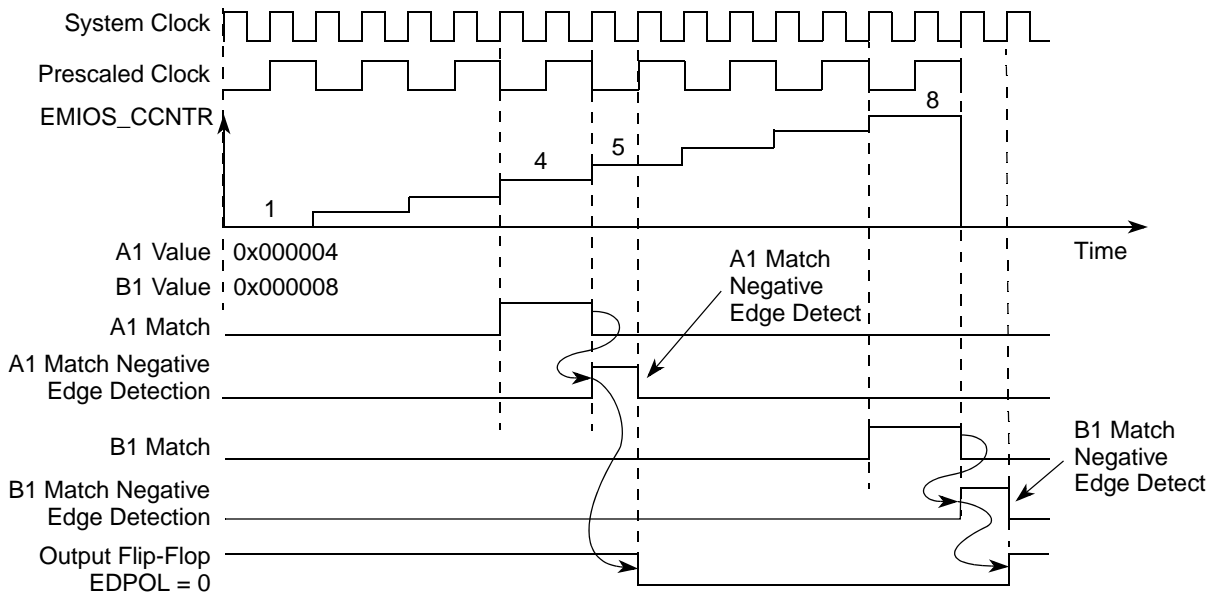 System Clock
Prescaled Clock
EMIOS_CCNTR
8
5
4
1
Time
A1 Value 0x000004
B1 Value 0x000008
A1 Match
Negative
Edge Detect
A1 Match
A1 Match Negative
Edge Detection
B1 Match
B1 Match
Negative
Edge Detect
B1 Match Negative
Edge Detection
Output Flip-Flop
EDPOL = 0